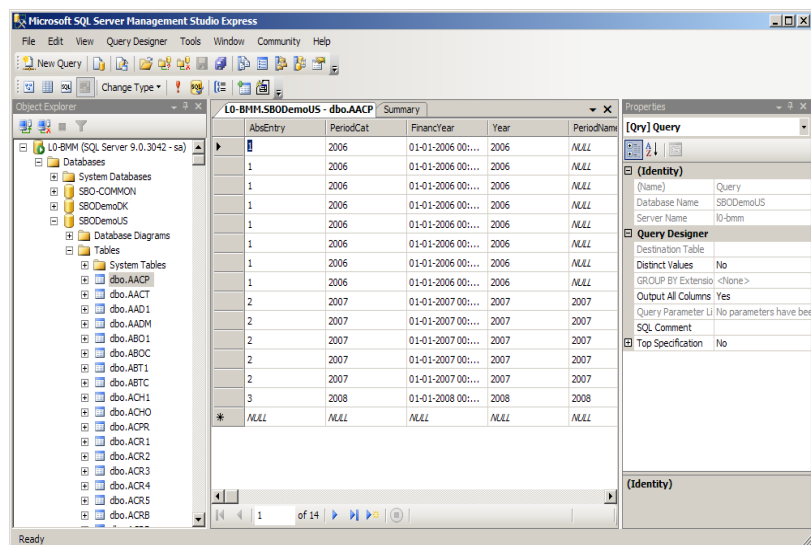 Microsoft SQL Server Management Studio Express
File Edit View Query Designer Tools Window Community Help
New Query
Change Type
Object Explorer
L0-BMM (SQL Server 9.0.3042 - sa)
Databases
System Databases
SBO-COMMON
SBODemoDK
SBODemoUS
Database Diagrams
Tables
System Tables
dbo.AACP
dbo.AACT
dbo.AAD1
dbo.AADM
dbo.ABO1
dbo.ABOC
dbo.ABT1
dbo.ABTC
dbo.ACH1
dbo.ACHO
dbo.ACPR
dbo.ACR1
dbo.ACR2
dbo.ACR3
dbo.ACR4
dbo.ACR5
dbo.ACRB
L0-BMM.SBODemoUS - dbo.AACP Summary
AbsEntry PeriodCat FinancYear Year PeriodName
1 2006 01-01-2006 00:... 2006 NULL
1 2006 01-01-2006 00:... 2006 NULL
1 2006 01-01-2006 00:... 2006 NULL
1 2006 01-01-2006 00:... 2006 NULL
1 2006 01-01-2006 00:... 2006 NULL
1 2006 01-01-2006 00:... 2006 NULL
1 2006 01-01-2006 00:... 2006 NULL
1 2006 01-01-2006 00:... 2006 NULL
2 2007 01-01-2007 00:... 2007 2007
2 2007 01-01-2007 00:... 2007 2007
2 2007 01-01-2007 00:... 2007 2007
2 2007 01-01-2007 00:... 2007 2007
2 2007 01-01-2007 00:... 2007 2007
3 2008 01-01-2008 00:... 2008 2008
NULL NULL NULL NULL NULL
1 of 14
Properties
[Qry] Query
(Identity)
(Name) Query
Database Name SBODemoUS
Server Name l0-bmm
Query Designer
Destination Table
Distinct Values No
GROUP BY Extensio <None>
Output All Columns Yes
Query Parameter Li No parameters have bee
SQL Comment
Top Specification No
(Identity)
Ready